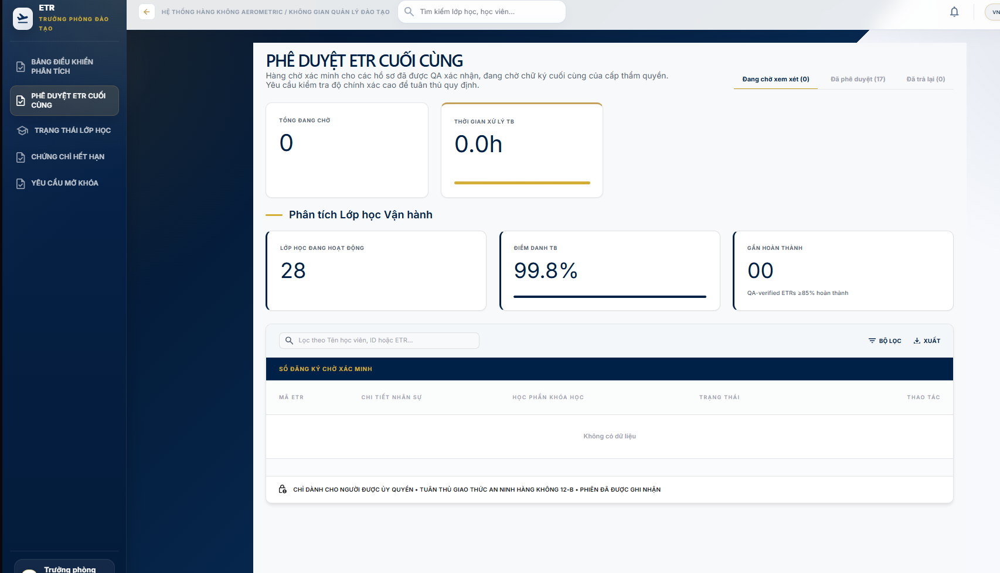 ETR
TRƯỞNG PHÒNG ĐÀO
TẠO
BẢNG ĐIỀU KHIỂN
PHÂN TÍCH
PHÊ DUYỆT ETR CUỐI
CÙNG
TRẠNG THÁI LỚP HỌC
CHỨNG CHỈ HẾT HẠN
YÊU CẦU MỞ KHÓA
Trưởng phòng
HỆ THỐNG HÀNG KHÔNG AEROMETRIC / KHÔNG GIAN QUẢN LÝ ĐÀO TẠO
Tìm kiếm lớp học, học viên...
VN
PHÊ DUYỆT ETR CUỐI CÙNG
Hàng chờ xác minh cho các hồ sơ đã được QA xác nhận, đang chờ chữ ký cuối cùng của cấp thẩm quyền.
Yêu cầu kiểm tra độ chính xác cao để tuân thủ quy định.
Đang chờ xem xét (0)
Đã phê duyệt (17)
Đã trả lại (0)
TỔNG ĐANG CHỜ
0
THỜI GIAN XỬ LÝ TB
0.0h
Phân tích Lớp học Vận hành
LỚP HỌC ĐANG HOẠT ĐỘNG
28
ĐIỂM DANH TB
99.8%
GẦN HOÀN THÀNH
00
QA-verified ETRs ≥85% hoàn thành
Lọc theo Tên học viên, ID hoặc ETR...
BỘ LỌC
XUẤT
SỔ ĐĂNG KÝ CHỜ XÁC MINH
MÃ ETR
CHI TIẾT NHÂN SỰ
HỌC PHẦN KHÓA HỌC
TRẠNG THÁI
THAO TÁC
Không có dữ liệu
CHỈ DÀNH CHO NGƯỜI ĐƯỢC ỦY QUYỀN • TUÂN THỦ GIAO THỨC AN NINH HÀNG KHÔNG 12-B • PHIÊN ĐÃ ĐƯỢC GHI NHẬN